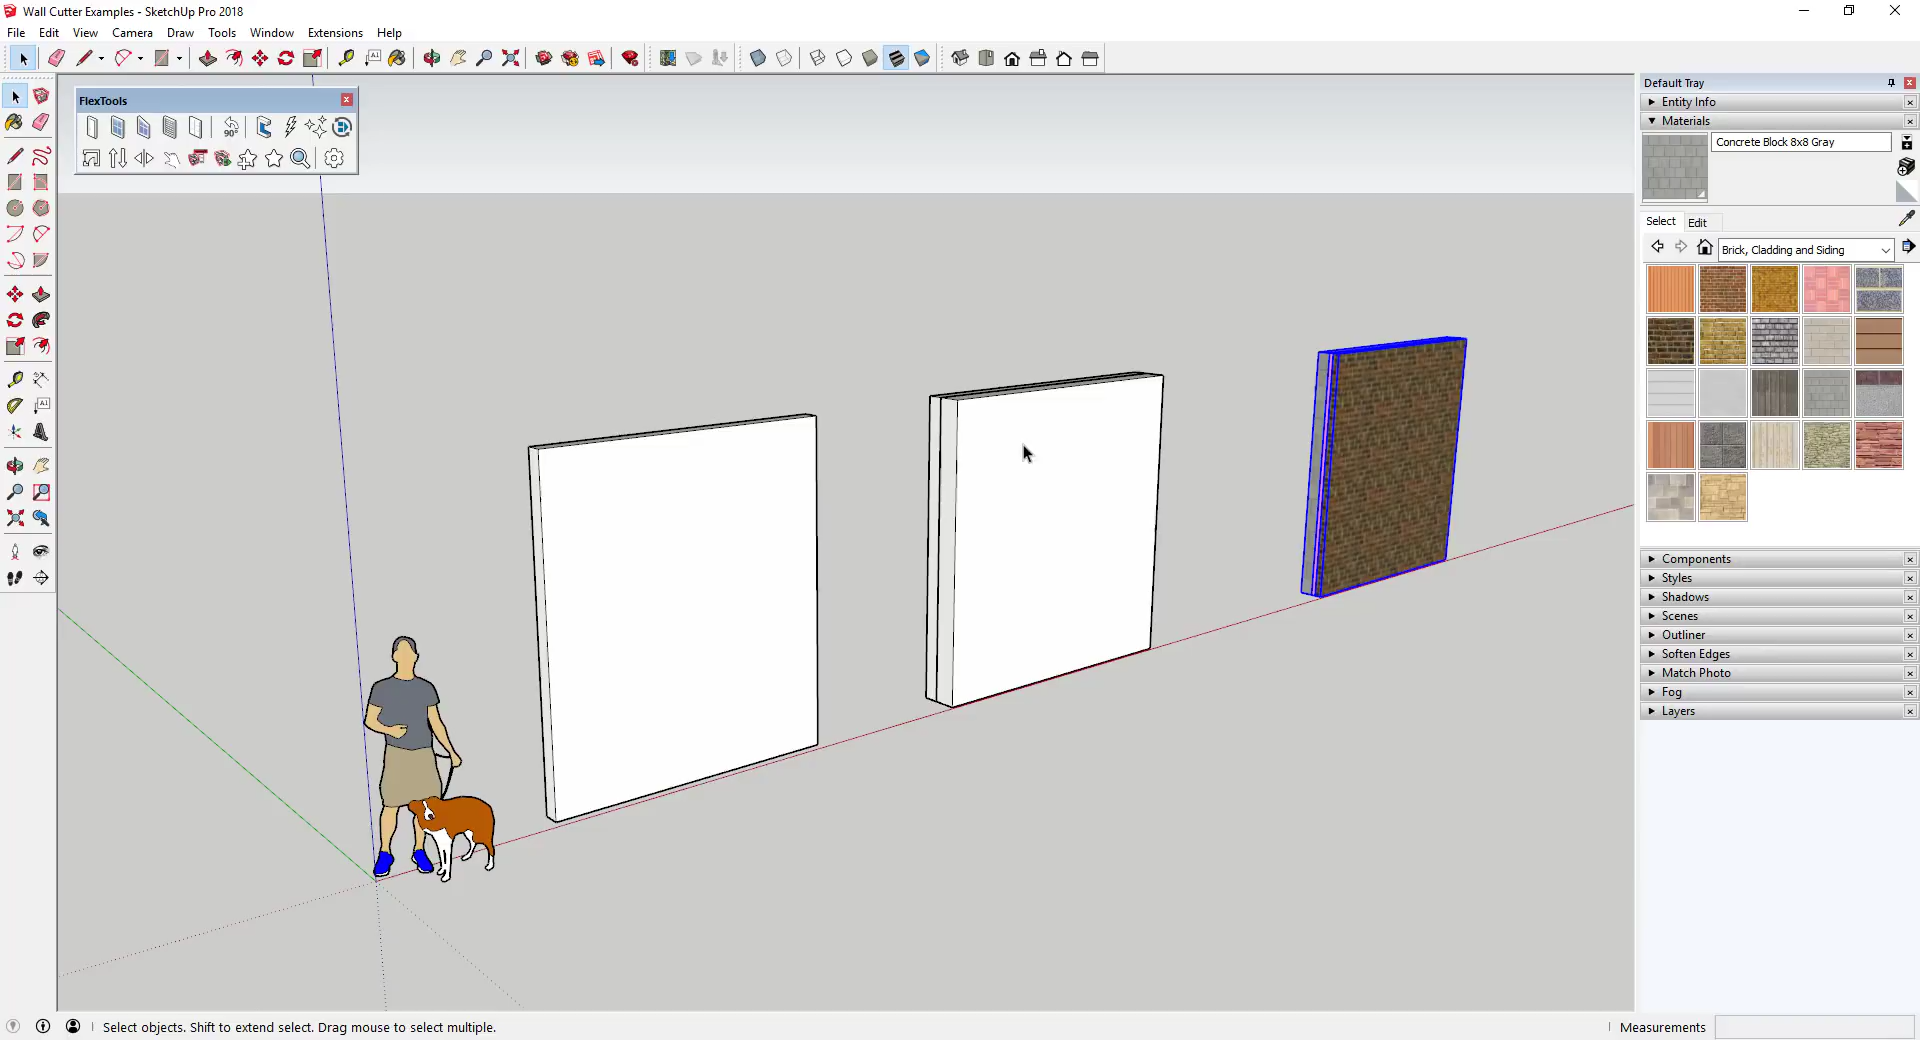 Wall Cutter Examples - SketchUp Pro 2018
File Edit View Camera Draw Tools Window Extensions Help
FlexTools
90°
Default Tray
Entity Info
Materials
Concrete Block 8x8 Gray
Select Edit
Brick, Cladding and Siding
Components
Styles
Shadows
Scenes
Outliner
Soften Edges
Match Photo
Fog
Layers
Select objects. Shift to extend select. Drag mouse to select multiple.
Measurements